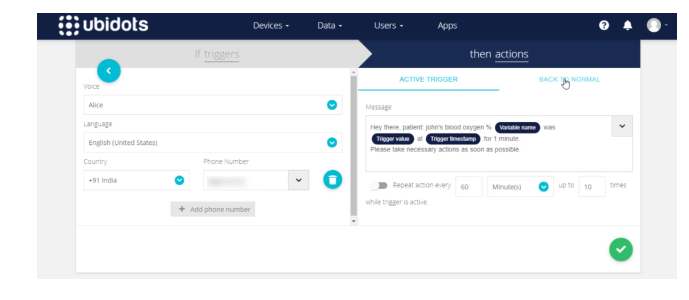 ubidots
Devices
Data
Users
Apps
?
If triggers
then actions
Voice
Alice
Language
English (United States)
Country
Phone Number
+91 India
+ Add phone number
ACTIVE TRIGGER
BACK TO NORMAL
Message
Hey there, patient: john's blood oxygen % Variable name was
Trigger value at Trigger timestamp for 1 minute.
Please take necessary actions as soon as possible.
Repeat action every 60 Minute(s) up to 10 times
while trigger is active.